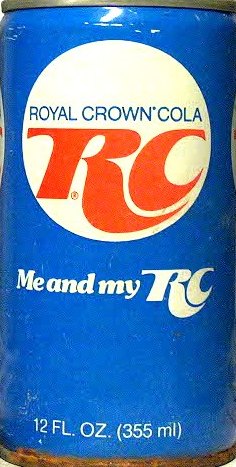 ROYAL CROWN® COLA
RC®
Me and my RC
12 FL. OZ. (355 ml)